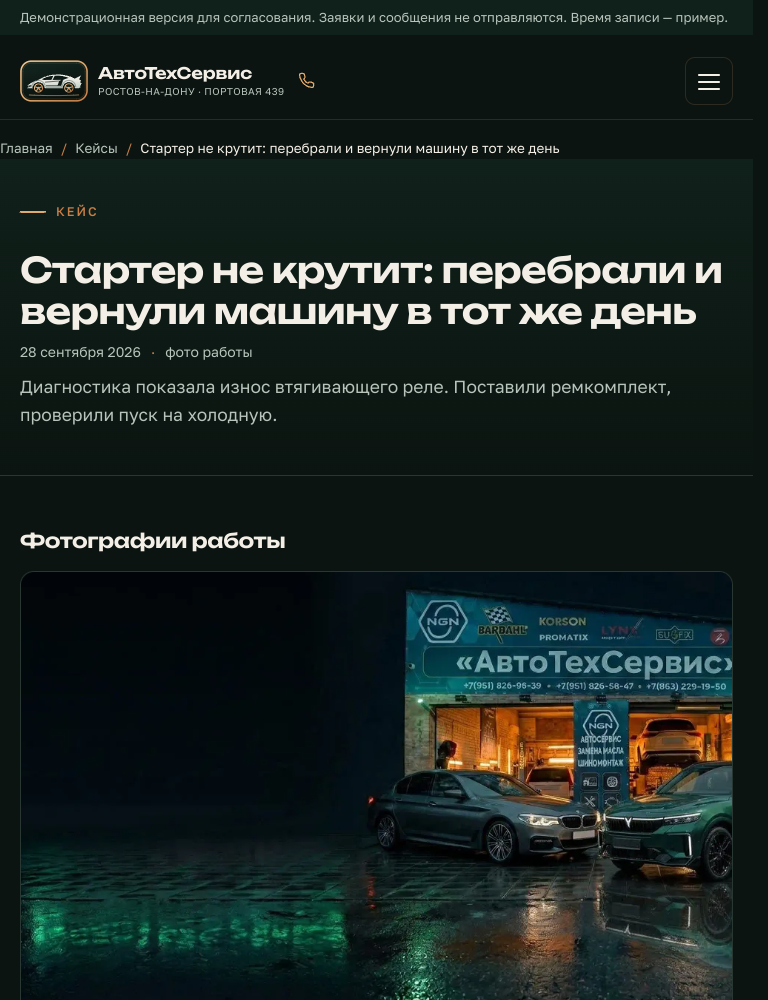 Демонстрационная версия для согласования. Заявки и сообщения не отправляются. Время записи — пример.
АвтоТехСервис
РОСТОВ-НА-ДОНУ · ПОРТОВАЯ 439
Главная / Кейсы / Стартер не крутит: перебрали и вернули машину в тот же день
КЕЙС
Стартер не крутит: перебрали и
вернули машину в тот же день
28 сентября 2026 · фото работы
Диагностика показала износ втягивающего реле. Поставили ремкомплект,
проверили пуск на холодную.
Фотографии работы
NGN
BARDAHL
KORSON
PROMATIX
LYNX
«АвтоТехСервис»
+7(951) 826-96-39 • +7(951) 826-58-47 • +7(863) 229-19-50
NGN
АВТОСЕРВИС
ЗАМЕНА МАСЛА
ШИНОМОНТАЖ